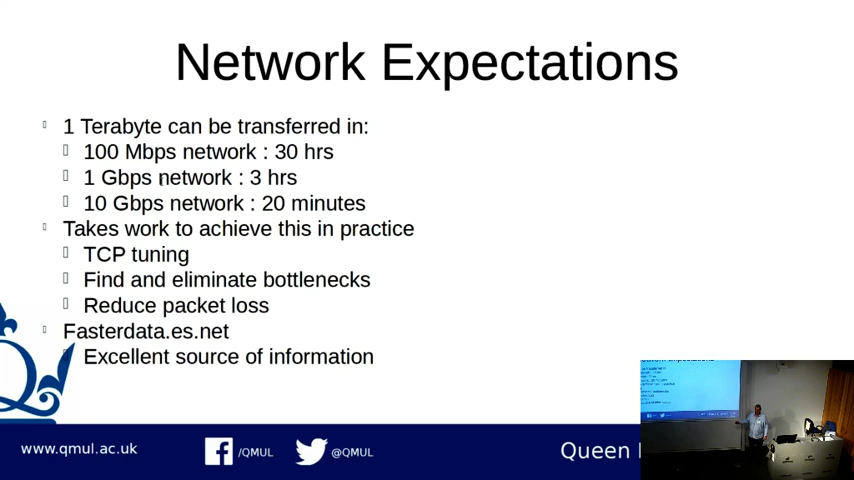 Network Expectations
1 Terabyte can be transferred in:
100 Mbps network : 30 hrs
1 Gbps network : 3 hrs
10 Gbps network : 20 minutes
Takes work to achieve this in practice
TCP tuning
Find and eliminate bottlenecks
Reduce packet loss
Fasterdata.es.net
Excellent source of information
www.qmul.ac.uk
/QMUL
@QMUL
Queen